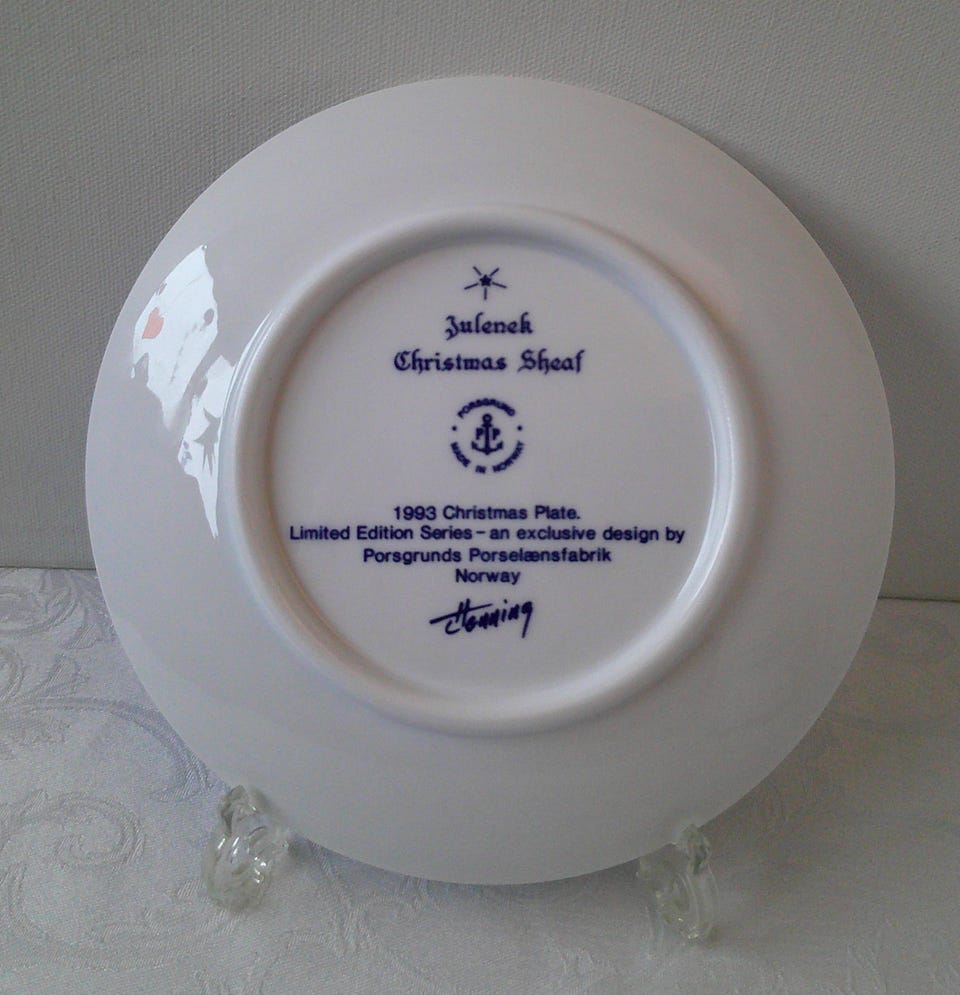 Julenek
Christmas Sheaf
PORSGRUND
P P
MADE IN NORWAY
1993 Christmas Plate.
Limited Edition Series – an exclusive design by
Porsgrunds Porselænsfabrik
Norway
Henning